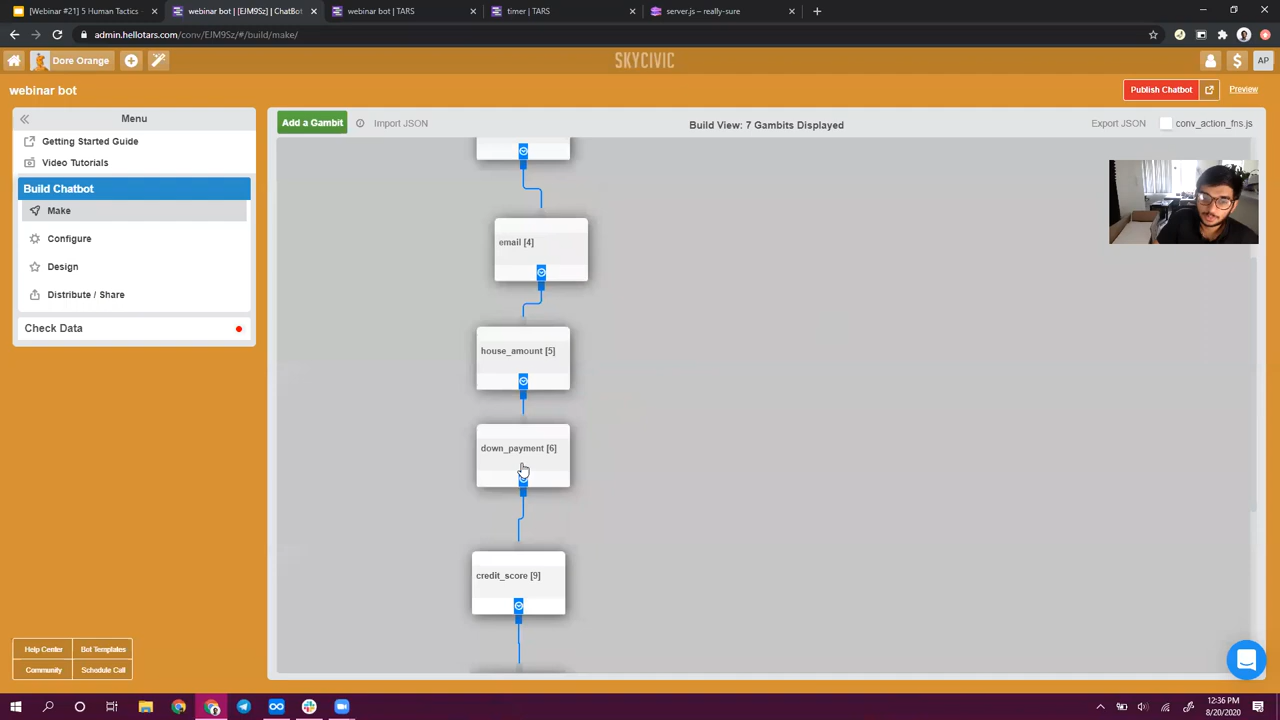 [Webinar #21] 5 Human Tactics
webinar bot | [EJM9Sz] | ChatBot
webinar bot | TARS
timer | TARS
server.js – really-sure
admin.hellotars.com/conv/EJM9Sz/#/build/make/
Dore Orange
SKYCIVIC
AP
webinar bot
Publish Chatbot
Preview
Menu
Getting Started Guide
Video Tutorials
Build Chatbot
Make
Configure
Design
Distribute / Share
Check Data
Add a Gambit
Import JSON
Build View: 7 Gambits Displayed
Export JSON
conv_action_fns.js
email [4]
house_amount [5]
down_payment [6]
credit_score [9]
Help Center
Bot Templates
Community
Schedule Call
12:36 PM
8/20/2020